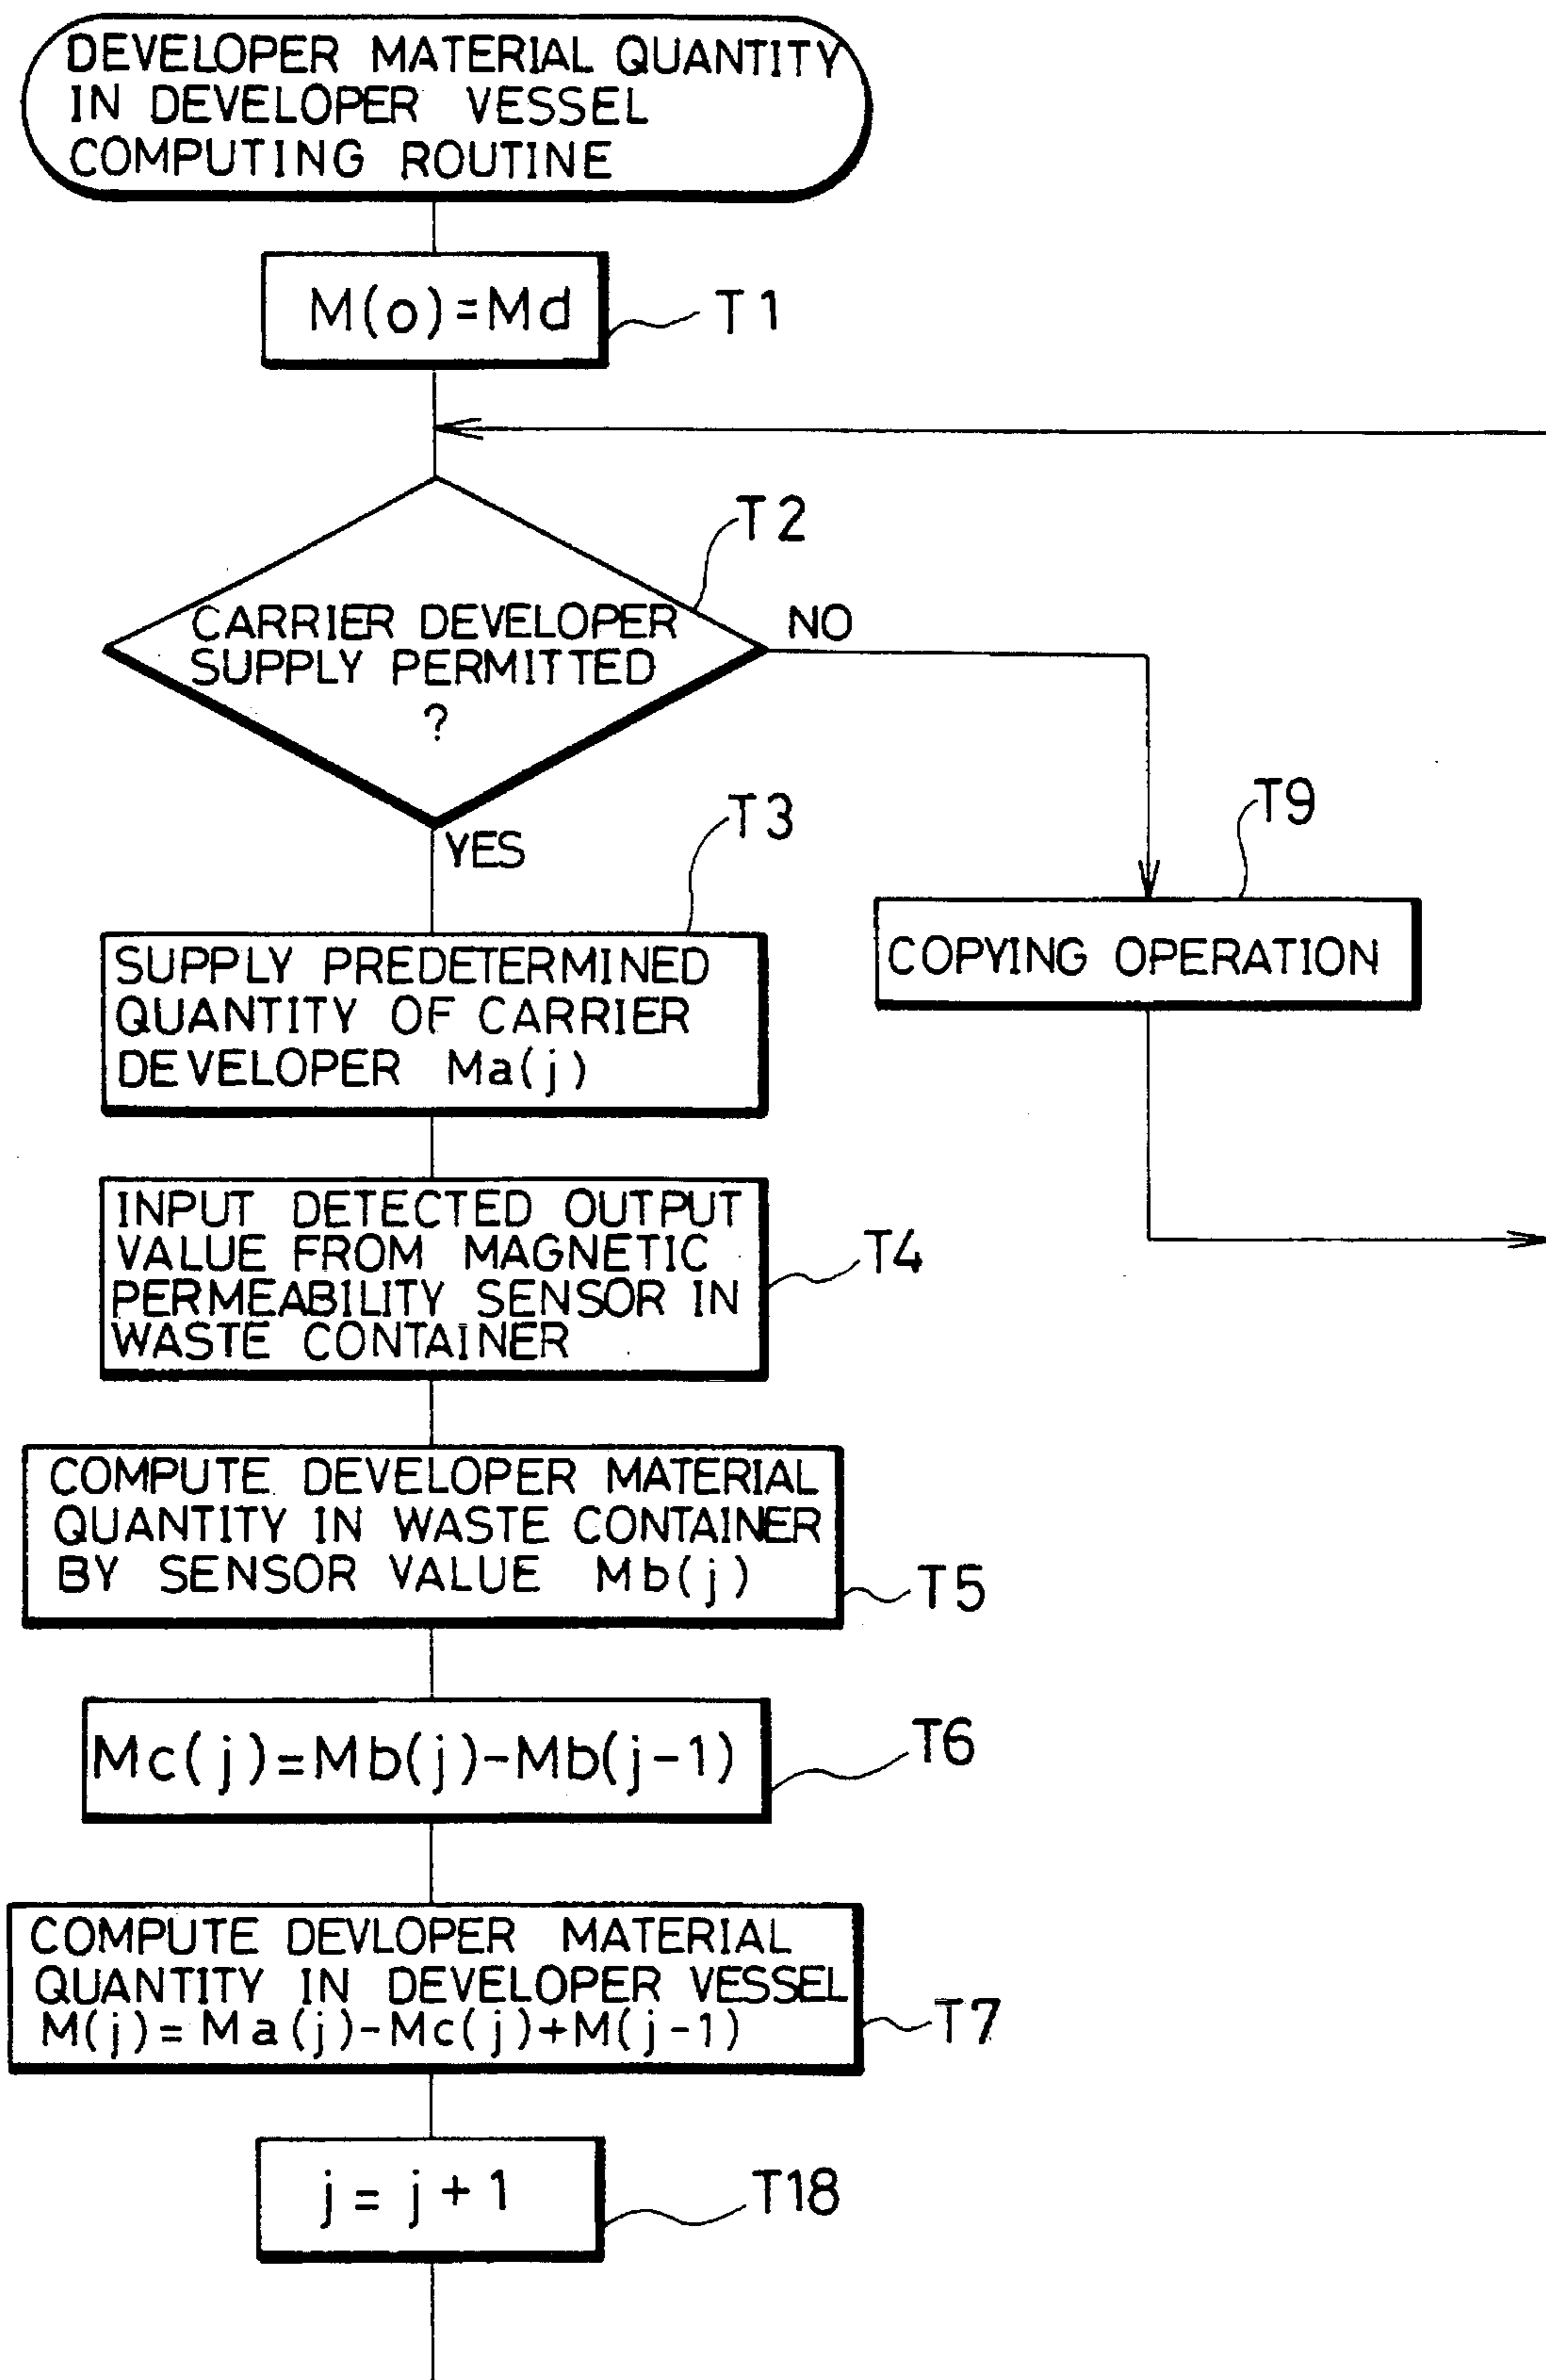 DEVELOPER MATERIAL QUANTITY
IN DEVELOPER VESSEL
COMPUTING ROUTINE
M(o)=Md
T1
T2
CARRIER DEVELOPER
SUPPLY PERMITTED
?
NO
YES
T3
T9
SUPPLY PREDETERMINED
QUANTITY OF CARRIER
DEVELOPER Ma(j)
COPYING OPERATION
INPUT DETECTED OUTPUT
VALUE FROM MAGNETIC
PERMEABILITY SENSOR IN
WASTE CONTAINER
T4
COMPUTE DEVELOPER MATERIAL
QUANTITY IN WASTE CONTAINER
BY SENSOR VALUE Mb(j)
T5
Mc(j)=Mb(j)-Mb(j-1)
T6
COMPUTE DEVLOPER MATERIAL
QUANTITY IN DEVELOPER VESSEL
M(j)=Ma(j)-Mc(j)+M(j-1)
T7
j=j+1
T18